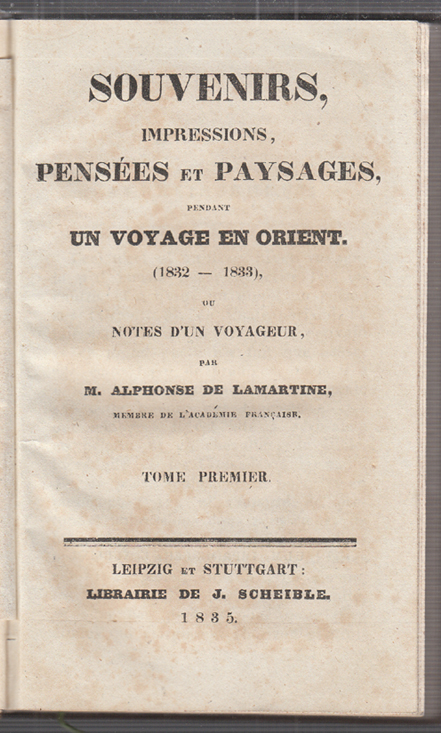 SOUVENIRS,
IMPRESSIONS,
PENSÉES ET PAYSAGES,
PENDANT
UN VOYAGE EN ORIENT.
(1832 — 1833),
OU
NOTES D'UN VOYAGEUR,
PAR
M. ALPHONSE DE LAMARTINE,
MEMBRE DE L'ACADÉMIE FRANÇAISE.
TOME PREMIER.
LEIPZIG ET STUTTGART:
LIBRAIRIE DE J. SCHEIBLE.
1835.